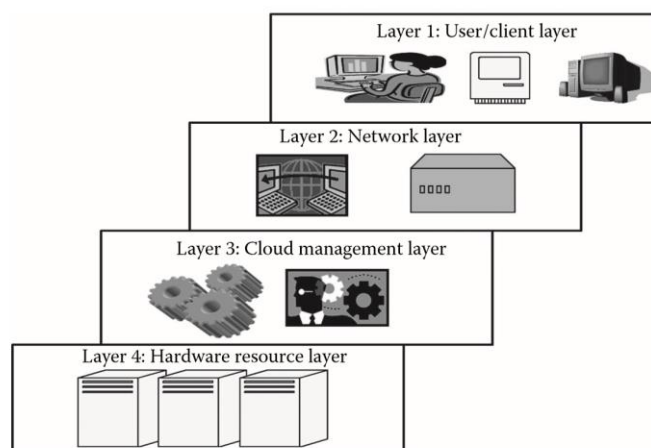 Layer 1: User/client layer
Layer 2: Network layer
Layer 3: Cloud management layer
Layer 4: Hardware resource layer